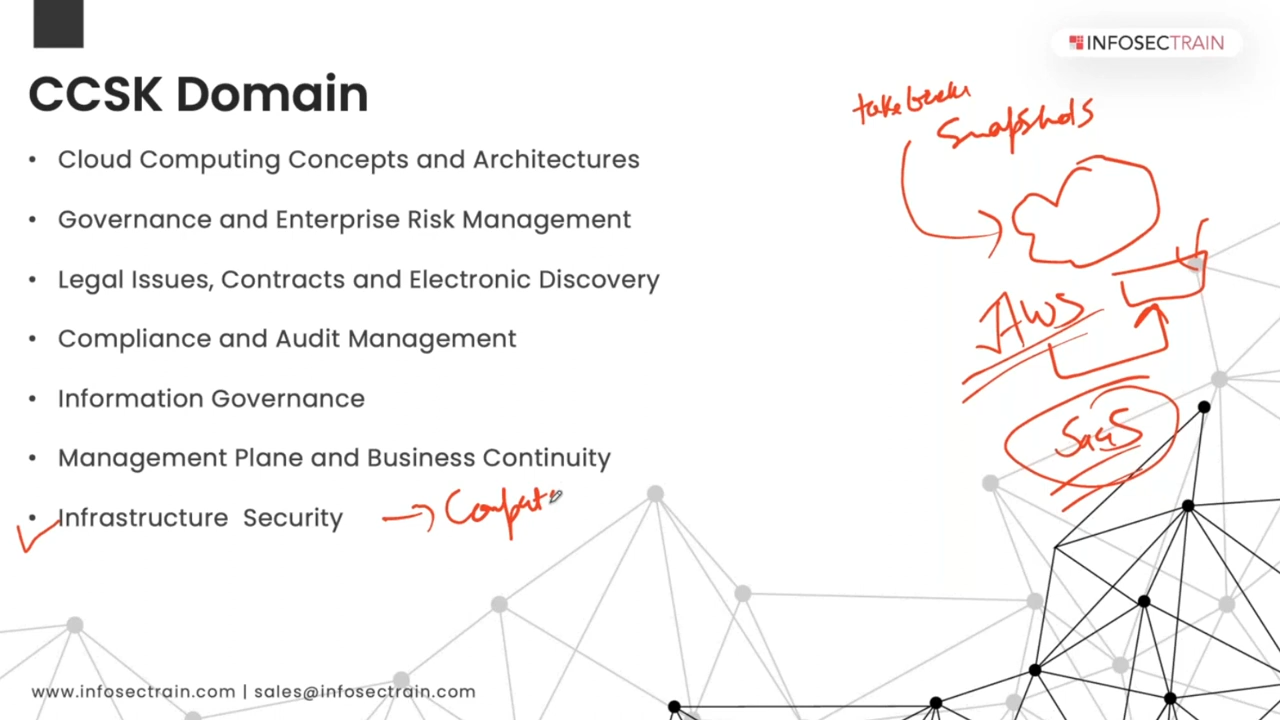 INFOSECTRAIN
CCSK Domain
• Cloud Computing Concepts and Architectures
• Governance and Enterprise Risk Management
• Legal Issues, Contracts and Electronic Discovery
• Compliance and Audit Management
• Information Governance
• Management Plane and Business Continuity
• Infrastructure Security → Comput
take
Snapshots
AWS
SaaS
www.infosectrain.com | sales@infosectrain.com